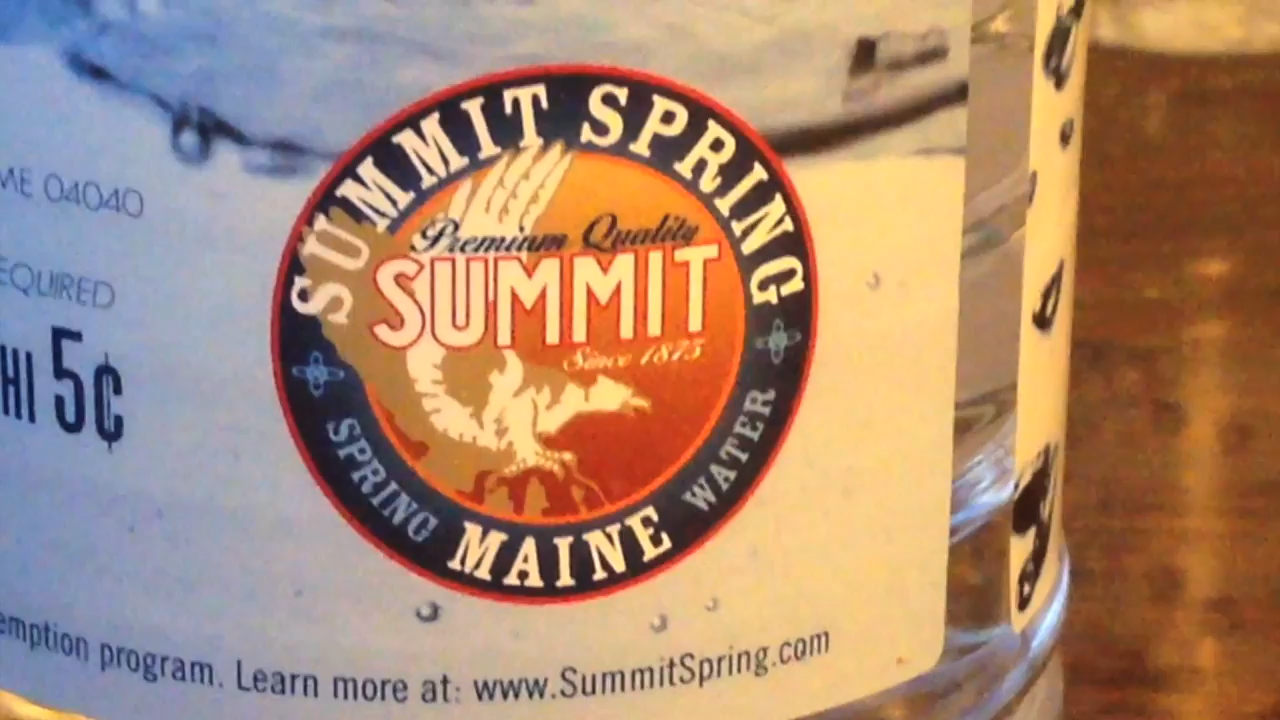 ME 04040
EQUIRED
HI 5¢
SUMMIT SPRING
Premium Quality
SUMMIT
Since 1875
SPRING MAINE WATER
emption program. Learn more at: www.SummitSpring.com